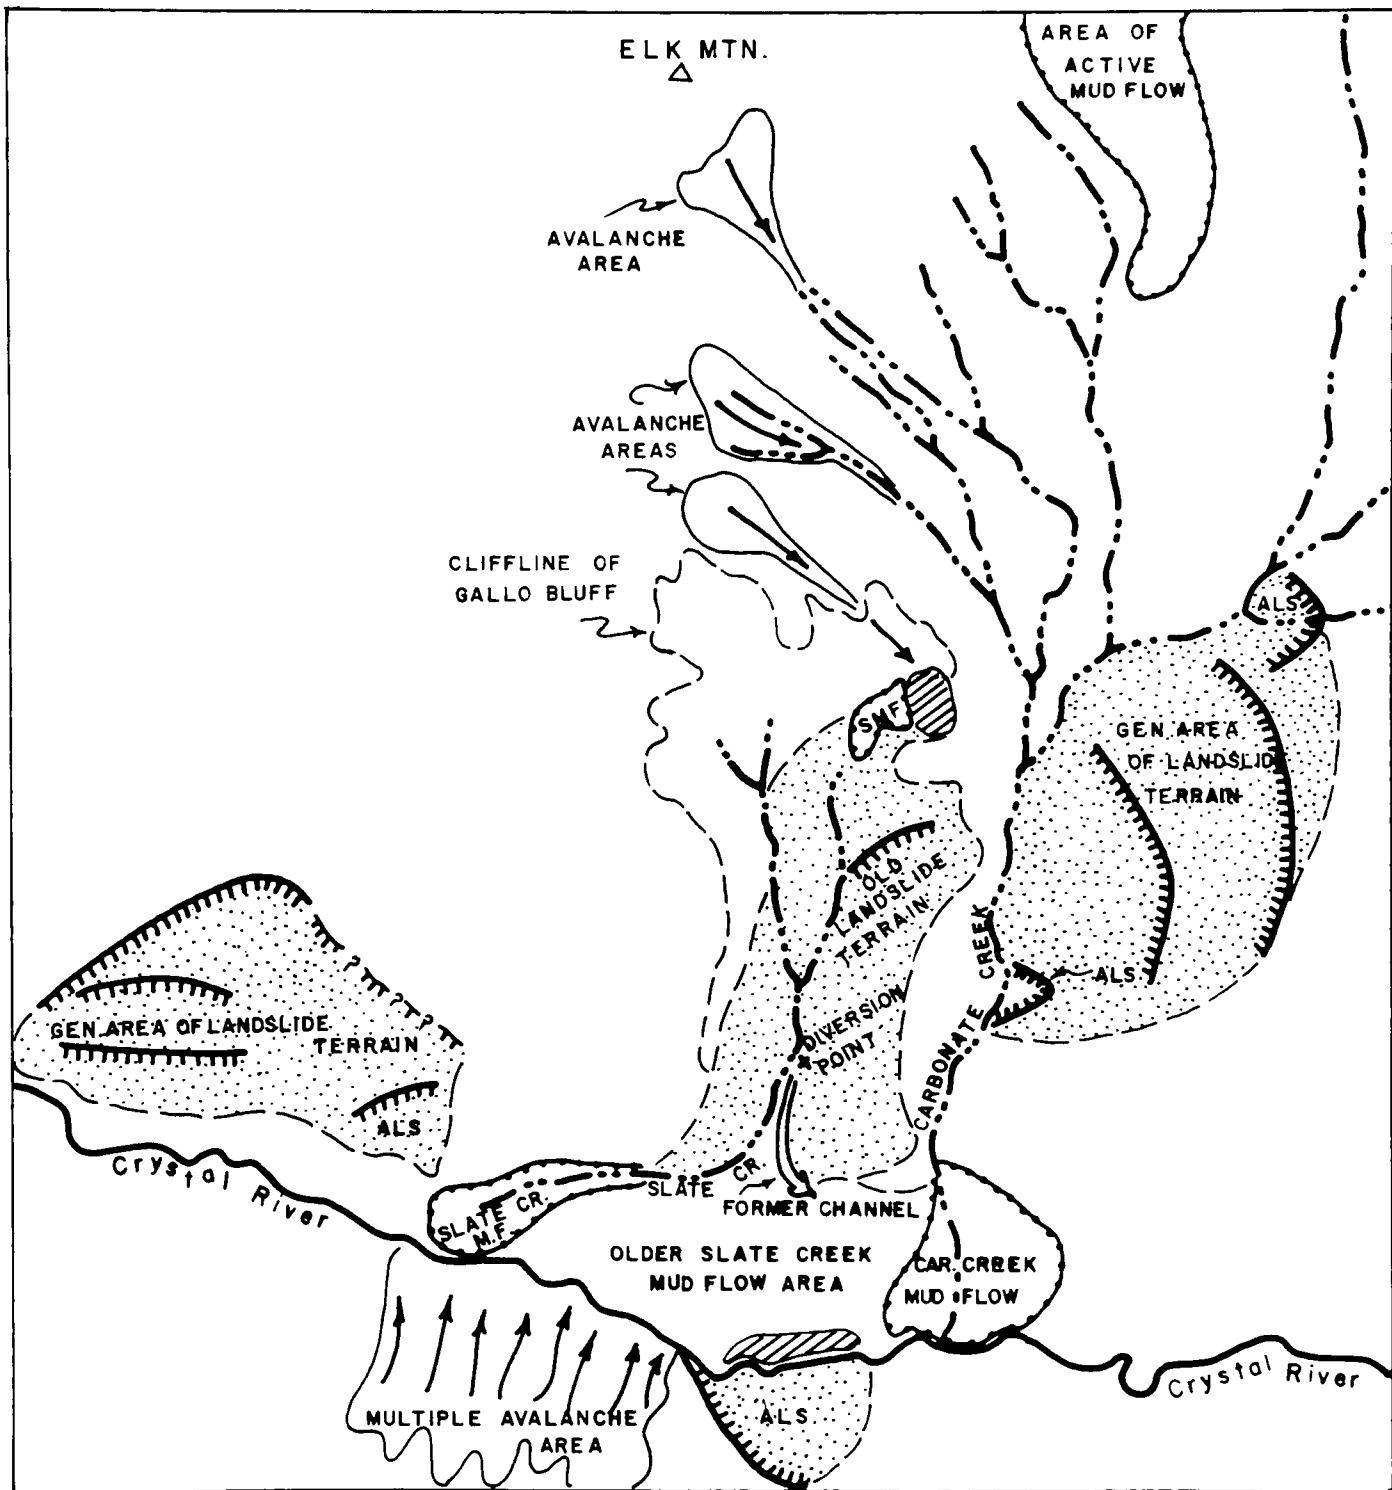 ELK MTN.
AREA OF
ACTIVE
MUD FLOW
AVALANCHE
AREA
AVALANCHE
AREAS
CLIFFLINE OF
GALLO BLUFF
ALS
SMF
GEN. AREA
OF LANDSLIDE
TERRAIN
OLD
LANDSLIDE
TERRAIN
CARBONATE CREEK
ALS
DIVERSION
POINT
GEN. AREA OF LANDSLIDE
TERRAIN
ALS
Crystal River
SLATE CR.
FORMER CHANNEL
SLATE CR.
M.F.
OLDER SLATE CREEK
MUD FLOW AREA
CAR. CREEK
MUD FLOW
Crystal River
MULTIPLE AVALANCHE
AREA
ALS